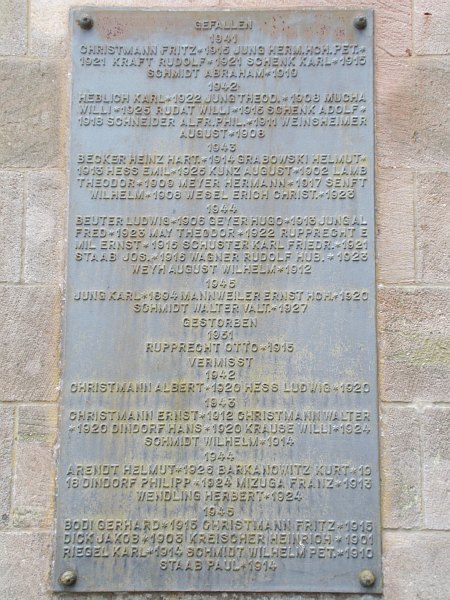 GEFALLEN
1941
CHRISTMANN FRITZ*1915 JUNG HERM.HCH.PET.*
1921 KRAFT RUDOLF*1921 SCHENK KARL*1915
SCHMIDT ABRAHAM*1910
1942
HEBLICH KARL*1922 JUNG THEOD.*1908 MUCHA
WILLI*1925 RUDAT WILLI*1915 SCHENK ADOLF*
1913 SCHNEIDER ALFR.PHIL.*1911 WEINSHEIMER
AUGUST*1908
1943
BECKER HEINZ HART.*1914 GRABOWSKI HELMUT*
1913 HESS EMIL*1925 KUNZ AUGUST*1902 LAMB
THEODOR*1909 MEYER HERMANN*1917 SENFT
WILHELM*1908 WESEL ERICH CHRIST.*1923
1944
BEUTER LUDWIG*1906 GEYER HUGO*1913 JUNG AL
FRED*1923 MAY THEODOR*1922 RUPPRECHT E
MIL ERNST*1915 SCHUSTER KARL FRIEDR.*1921
STAAB JOS.*1915 WAGNER RUDOLF HUB.*1923
WEYH AUGUST WILHELM*1912
1945
JUNG KARL*1894 MANNWEILER ERNST HCH.*1920
SCHMIDT WALTER VALT.*1927
GESTORBEN
1951
RUPPRECHT OTTO*1915
VERMISST
1942
CHRISTMANN ALBERT*1920 HESS LUDWIG*1920
1943
CHRISTMANN ERNST*1912 CHRISTMANN WALTER
*1920 DINDORF HANS*1920 KRAUSE WILLI*1924
SCHMIDT WILHELM*1914
1944
ARENDT HELMUT*1926 BARKANOWITZ KURT*19
18 DINDORF PHILIPP*1924 MIZUGA FRANZ*1913
WENDLING HERBERT*1924
1945
BODI GERHARD*1915 CHRISTMANN FRITZ*1915
DICK JAKOB*1903 KREISCHER HEINRICH*1901
RIEGEL KARL*1914 SCHMIDT WILHELM PET.*1910
STAAB PAUL*1914